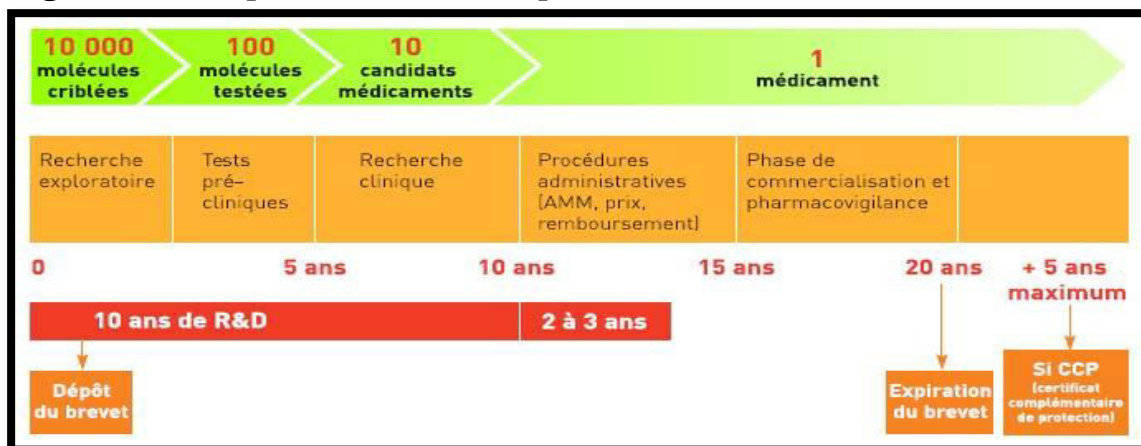 10 000
molécules
criblées
100
molécules
testées
10
candidats
médicaments
1
médicament
Recherche
exploratoire
Tests
pré–
cliniques
Recherche
clinique
Procédures
administratives
(AMM, prix,
remboursement)
Phase de
commercialisation et
pharmacovigilance
0
5 ans
10 ans
15 ans
20 ans
+ 5 ans
maximum
10 ans de R&D
2 à 3 ans
Dépôt
du brevet
Expiration
du brevet
Si CCP
(certificat
complémentaire
de protection)